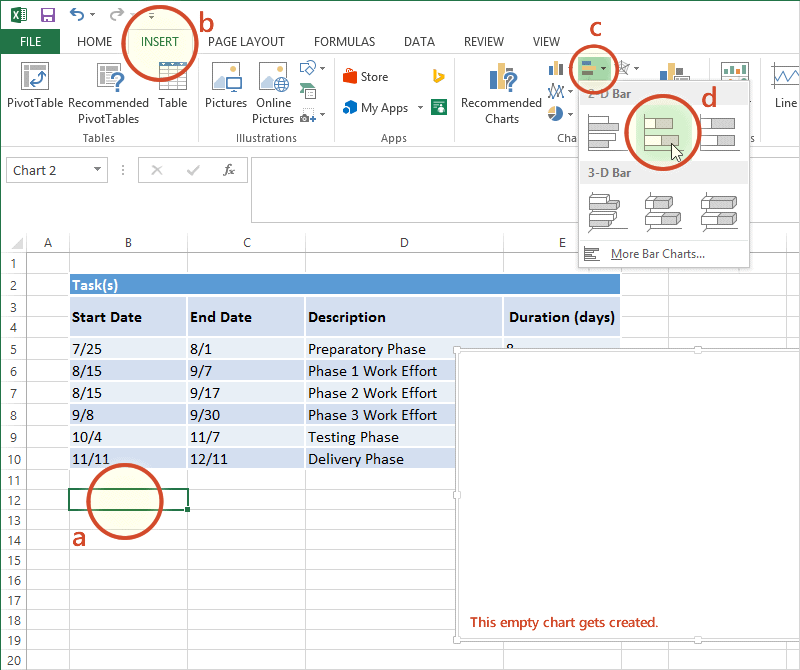 b
c
FILE HOME INSERT PAGE LAYOUT FORMULAS DATA REVIEW VIEW
PivotTable Recommended PivotTables Table
Tables
Pictures Online Pictures
Illustrations
Store
My Apps
Apps
Recommended Charts
Cha
Line
s
2-D Bar
d
3-D Bar
More Bar Charts...
Chart 2 fx
A B C D E
1
2 Task(s)
3
4 Start Date End Date Description Duration (days)
5 7/25 8/1 Preparatory Phase 8
6 8/15 9/7 Phase 1 Work Effort
7 8/15 9/17 Phase 2 Work Effort
8 9/8 9/30 Phase 3 Work Effort
9 10/4 11/7 Testing Phase
10 11/11 12/11 Delivery Phase
11
12
13
14 a
15
16
17
18 This empty chart gets created.
19
20